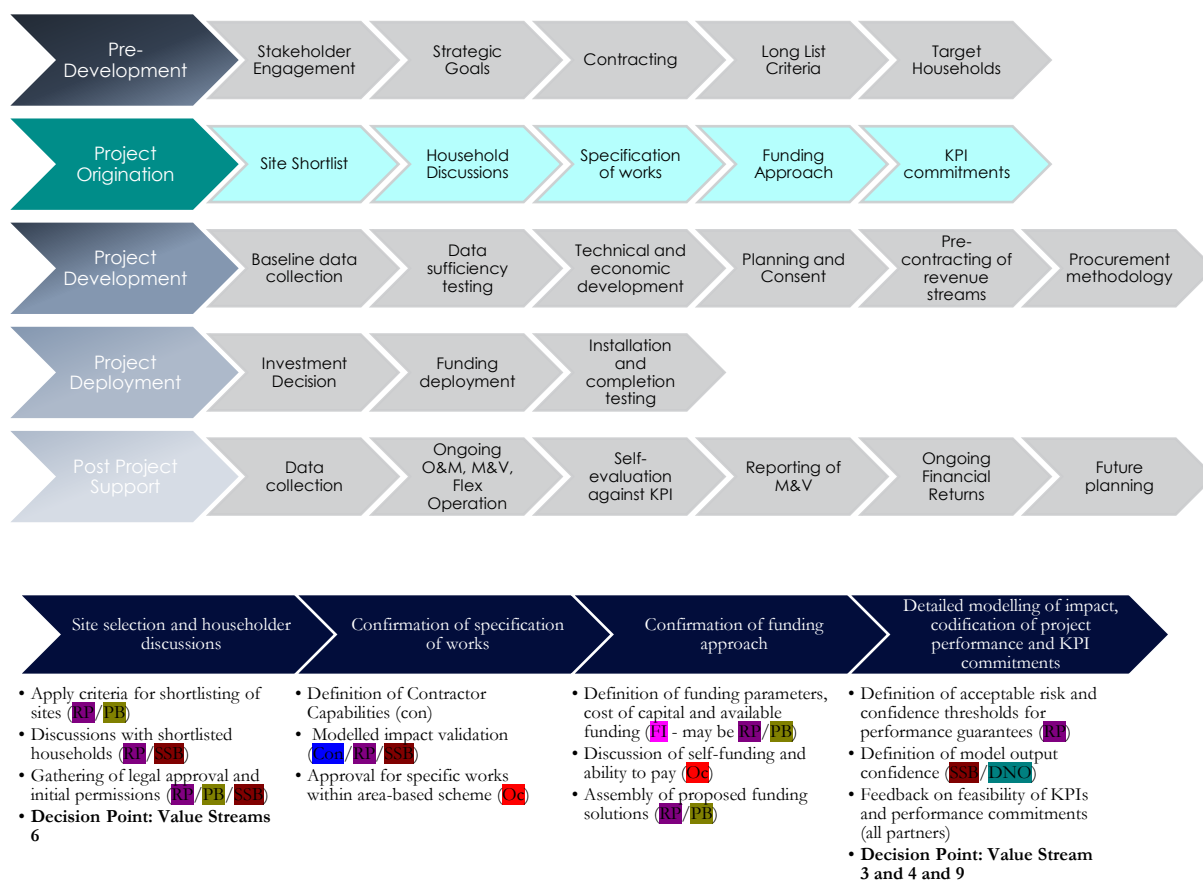 Pre-
Development
Stakeholder
Engagement
Strategic
Goals
Contracting
Long List
Criteria
Target
Households
Project
Origination
Site Shortlist
Household
Discussions
Specification
of works
Funding
Approach
KPI
commitments
Project
Development
Baseline data
collection
Data
sufficiency
testing
Technical and
economic
development
Planning and
Consent
Pre-
contracting of
revenue
streams
Procurement
methodology
Project
Deployment
Investment
Decision
Funding
deployment
Installation
and
completion
testing
Post Project
Support
Data
collection
Ongoing
O&M, M&V,
Flex
Operation
Self-
evaluation
against KPI
Reporting of
M&V
Ongoing
Financial
Returns
Future
planning
Site selection and householder
discussions
• Apply criteria for shortlisting of
sites (RP/PB)
• Discussions with shortlisted
households (RP/SSB)
• Gathering of legal approval and
initial permissions (RP/PB/SSB)
• Decision Point: Value Streams
6
Confirmation of specification
of works
• Definition of Contractor
Capabilities (con)
• Modelled impact validation
(Con/RP/SSB)
• Approval for specific works
within area-based scheme (Oc)
Confirmation of funding
approach
• Definition of funding parameters,
cost of capital and available
funding (FI - may be RP/PB)
• Discussion of self-funding and
ability to pay (Oc)
• Assembly of proposed funding
solutions (RP/PB)
Detailed modelling of impact,
codification of project
performance and KPI
commitments
• Definition of acceptable risk and
confidence thresholds for
performance guarantees (RP)
• Definition of model output
confidence (SSB/DNO)
• Feedback on feasibility of KPIs
and performance commitments
(all partners)
• Decision Point: Value Stream
3 and 4 and 9